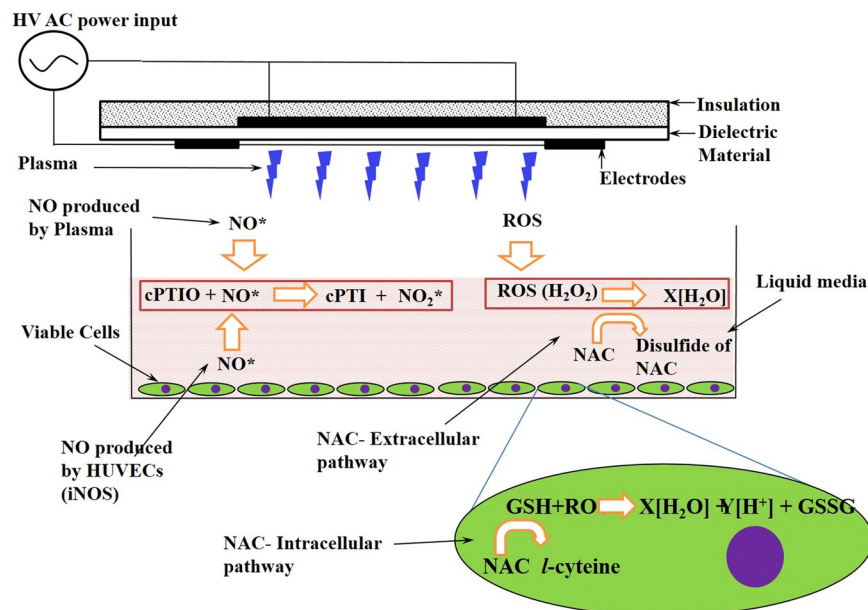 HV AC power input
Insulation
Dielectric
Material
Electrodes
Plasma
NO produced
by Plasma
NO*
ROS
cPTIO + NO*
cPTI + NO₂*
ROS (H₂O₂)
X[H₂O]
Liquid media
Viable Cells
NO*
NAC
Disulfide of
NAC
NO produced
by HUVECs
(iNOS)
NAC- Extracellular
pathway
GSH+RO
X[H₂O] +Y[H⁺] + GSSG
NAC- Intracellular
pathway
NAC l-cyteine